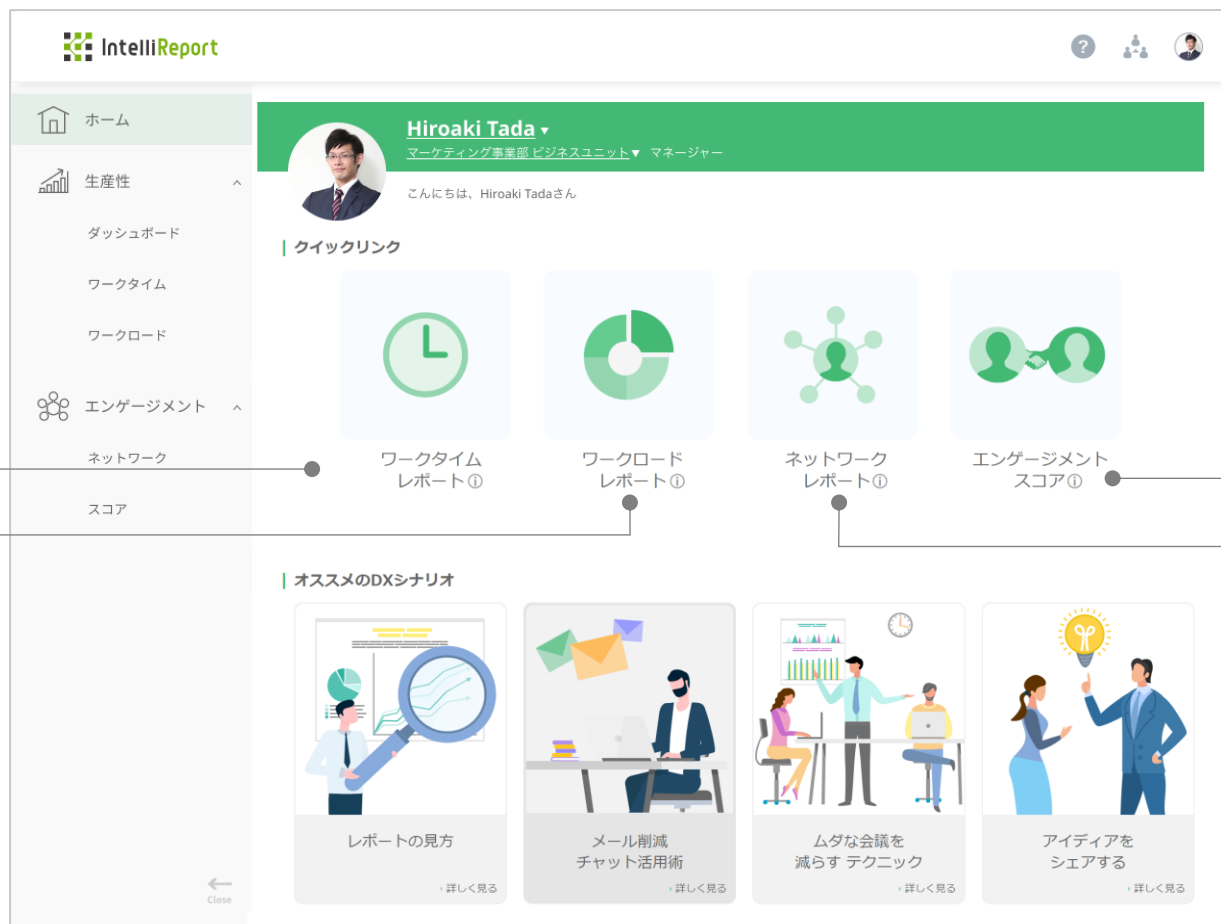 IntelliReport
?
ホーム
Hiroaki Tada ▾
マーケティング事業部 ビジネスユニット▼ マネージャー
生産性
こんにちは、Hiroaki Tadaさん
ダッシュボード
クイックリンク
ワークタイム
ワークロード
エンゲージメント
ネットワーク
スコア
ワークタイム
レポートⓘ
ワークロード
レポートⓘ
ネットワーク
レポートⓘ
エンゲージメント
スコアⓘ
オススメのDXシナリオ
レポートの見方
› 詳しく見る
メール削減
チャット活用術
› 詳しく見る
ムダな会議を
減らす テクニック
› 詳しく見る
アイディアを
シェアする
› 詳しく見る
Close